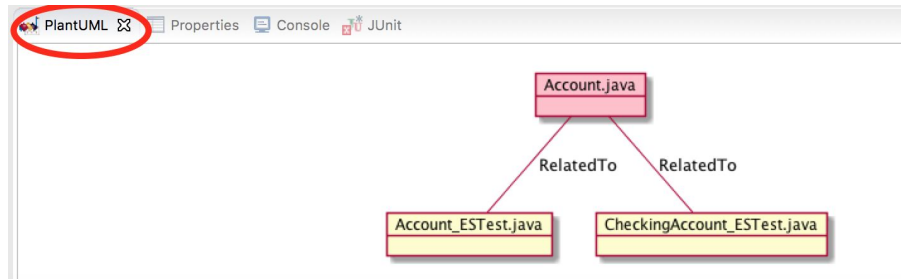 PlantUML Properties Console JUnit
Account.java
RelatedTo RelatedTo
Account_ESTest.java CheckingAccount_ESTest.java